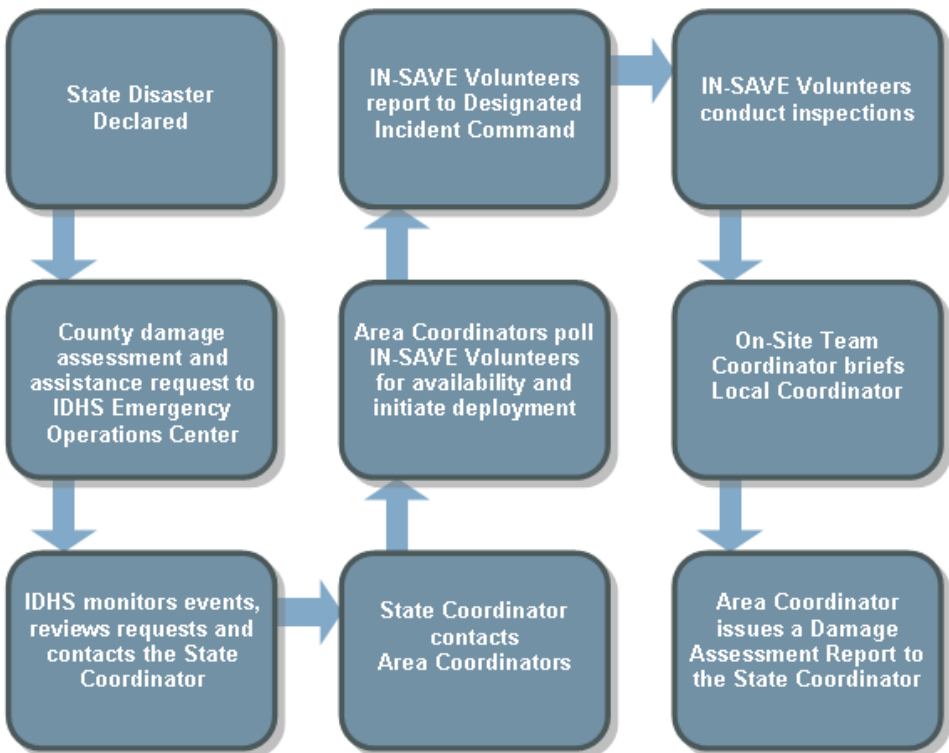 State Disaster
Declared
County damage
assessment and
assistance request to
IDHS Emergency
Operations Center
IDHS monitors events,
reviews requests and
contacts the State
Coordinator
State Coordinator
contacts
Area Coordinators
Area Coordinators poll
IN-SAVE Volunteers
for availability and
initiate deployment
IN-SAVE Volunteers
report to Designated
Incident Command
IN-SAVE Volunteers
conduct inspections
On-Site Team
Coordinator briefs
Local Coordinator
Area Coordinator
issues a Damage
Assessment Report to
the State Coordinator